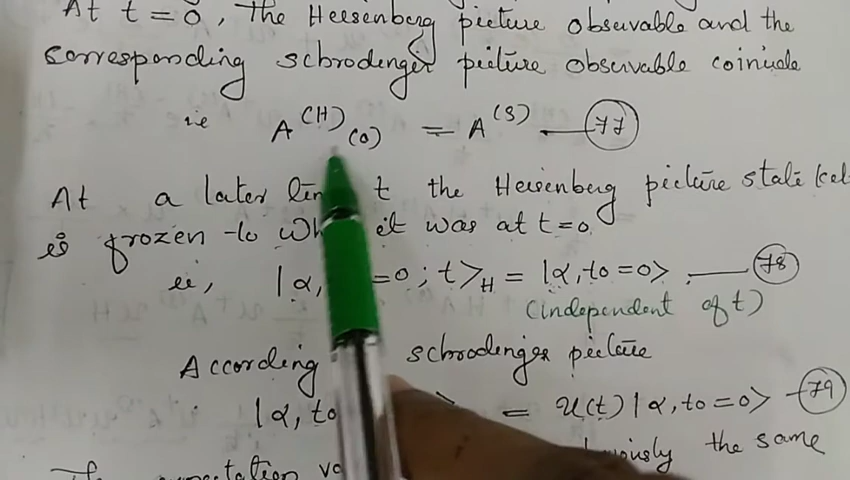 At t = 0, the Heisenberg picture observable and the
corresponding schrodinger picture observable coincide
ie A^(H)(0) = A^(S) — (77)
At a later t the Heisenberg picture state ket
is frozen to it was at t=0
ie, |α, =0 ; t>_H = |α, to =0> . — (78)
(independent of t)
According schrodinger picture
|α, to > = U(t) |α, to =0> — (79)
the same